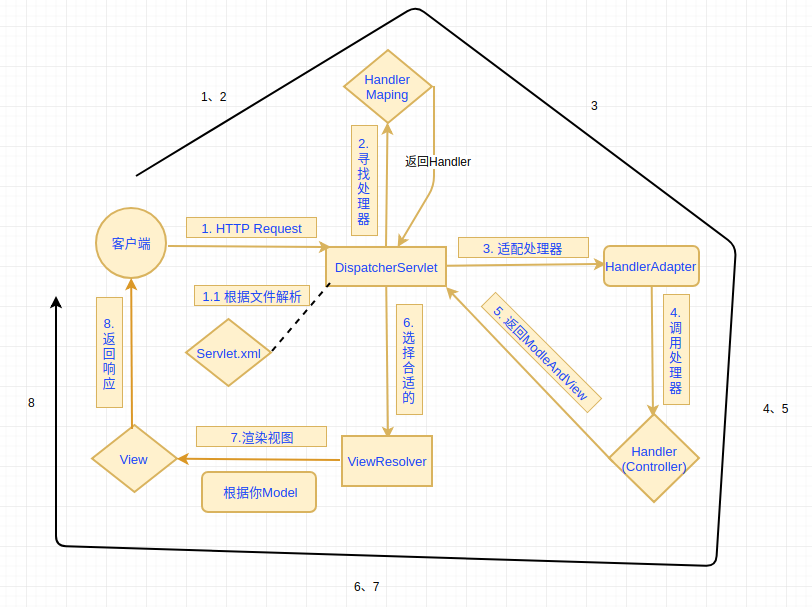 1、2
3
Handler
Maping
2.
寻
找
处
理
器
返回Handler
1. HTTP Request
客户端
DispatcherServlet
3. 适配处理器
HandlerAdapter
1.1 根据文件解析
Servlet.xml
8.
返
回
响
应
6.
选
择
合
适
的
5. 返回ModleAndView
4.
调
用
处
理
器
8
4、5
7.渲染视图
View
ViewResolver
Handler
(Controller)
根据你Model
6、7